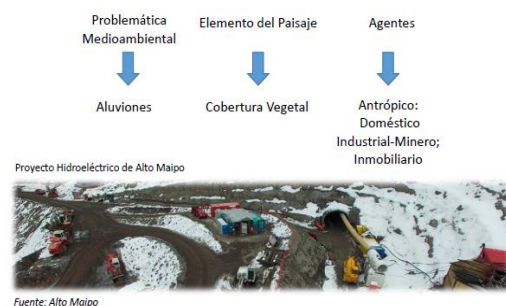 Problemática
Medioambiental
Elemento del Paisaje
Agentes
Aluviones
Cobertura Vegetal
Antrópico:
Doméstico
Industrial-Minero;
Inmobiliario
Proyecto Hidroeléctrico de Alto Maipo
Fuente: Alto Maipo